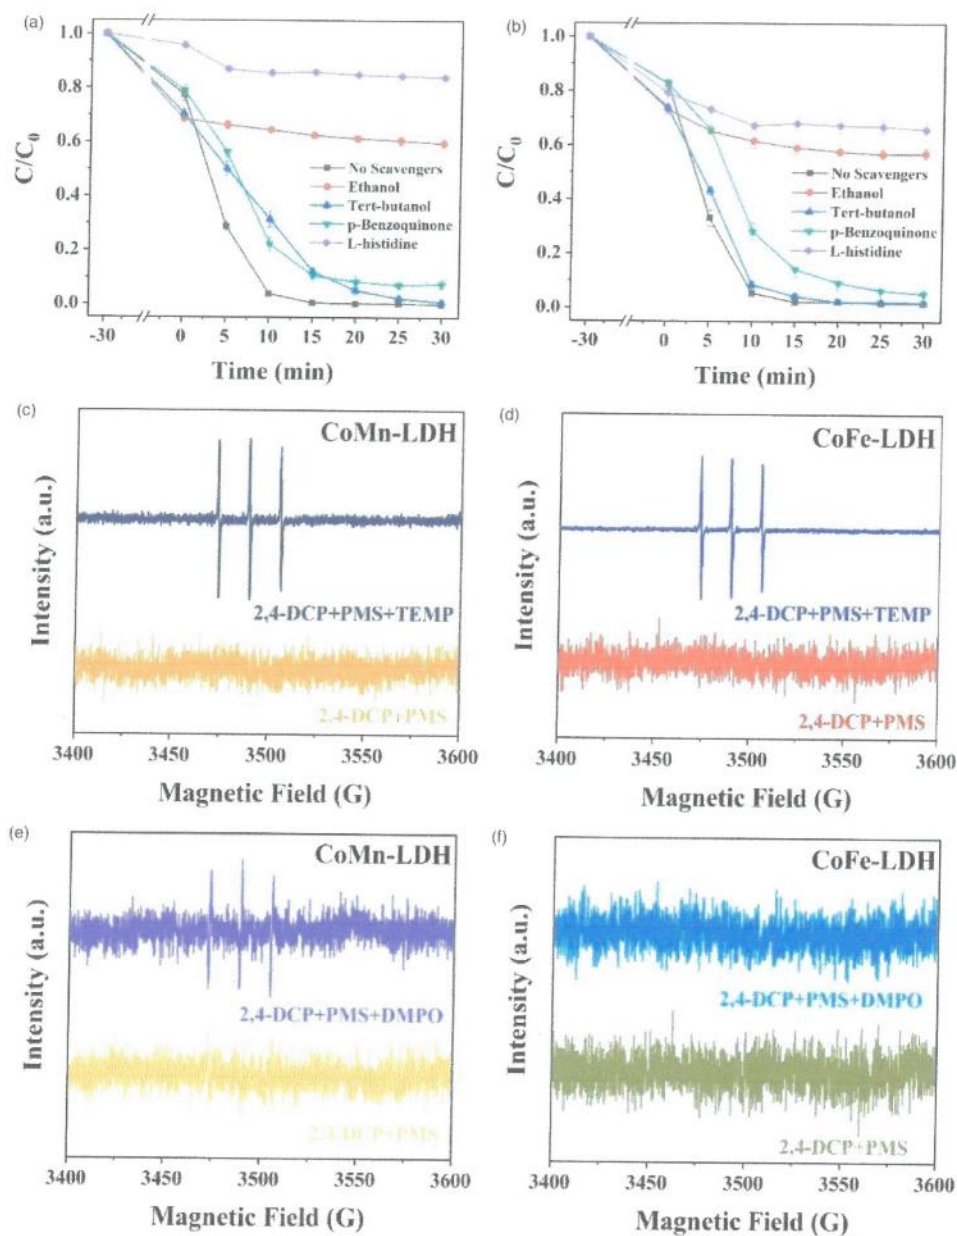 (a)
1.0
0.8
0.6
0.4
0.2
0.0
C/C0
No Scavengers
Ethanol
Tert-butanol
p-Benzoquinone
L-histidine
-30 0 5 10 15 20 25 30
Time (min)
(b)
1.0
0.8
0.6
0.4
0.2
0.0
C/C0
No Scavengers
Ethanol
Tert-butanol
p-Benzoquinone
L-histidine
-30 0 5 10 15 20 25 30
Time (min)
(c)
CoMn-LDH
Intensity (a.u.)
2,4-DCP+PMS+TEMP
2,4-DCP+PMS
3400 3450 3500 3550 3600
Magnetic Field (G)
(d)
CoFe-LDH
Intensity (a.u.)
2,4-DCP+PMS+TEMP
2,4-DCP+PMS
3400 3450 3500 3550 3600
Magnetic Field (G)
(e)
CoMn-LDH
Intensity (a.u.)
2,4-DCP+PMS+DMPO
2,4-DCP+PMS
3400 3450 3500 3550 3600
Magnetic Field (G)
(f)
CoFe-LDH
Intensity (a.u.)
2,4-DCP+PMS+DMPO
2,4-DCP+PMS
3400 3450 3500 3550 3600
Magnetic Field (G)